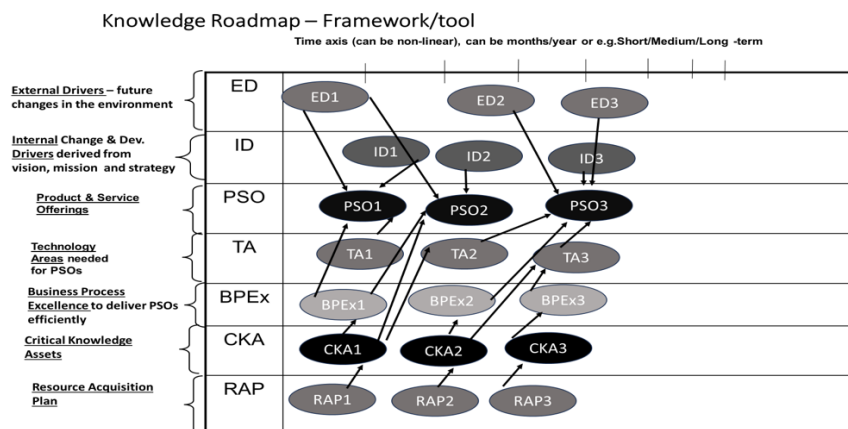 Knowledge Roadmap – Framework/tool
Time axis (can be non-linear), can be months/year or e.g.Short/Medium/Long -term
External Drivers – future
changes in the environment
ED
ED1
ED2
ED3
Internal Change & Dev.
Drivers derived from
vision, mission and strategy
ID
ID1
ID2
ID3
Product & Service
Offerings
PSO
PSO1
PSO2
PSO3
Technology
Areas needed
for PSOs
TA
TA1
TA2
TA3
Business Process
Excellence to deliver PSOs
efficiently
BPEx
BPEx1
BPEx2
BPEx3
Critical Knowledge
Assets
CKA
CKA1
CKA2
CKA3
Resource Acquisition
Plan
RAP
RAP1
RAP2
RAP3